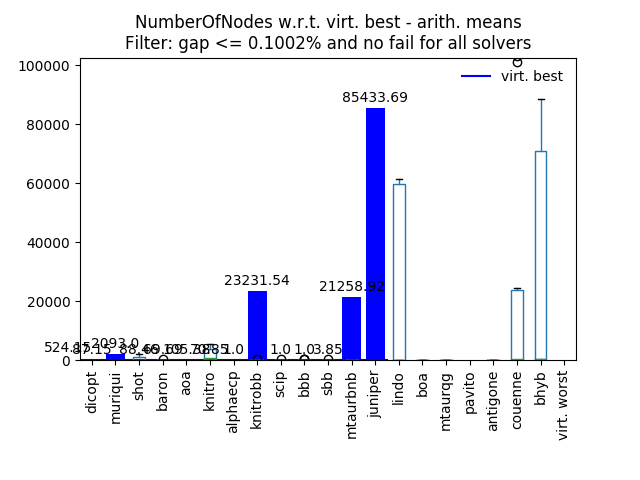 NumberOfNodes w.r.t. virt. best - arith. means
Filter: gap <= 0.1002% and no fail for all solvers
100000
virt. best
85433.69
80000
60000
40000
23231.54
21258.92
20000
2093.0
1.0
1.0
1.0
3.85
0
dicopt
muriqui
shot
baron
aoa
knitro
alphaecp
knitrobb
scip
bbb
sbb
mtaurbnb
juniper
lindo
boa
mtaurqg
pavito
antigone
couenne
bhyb
virt. worst